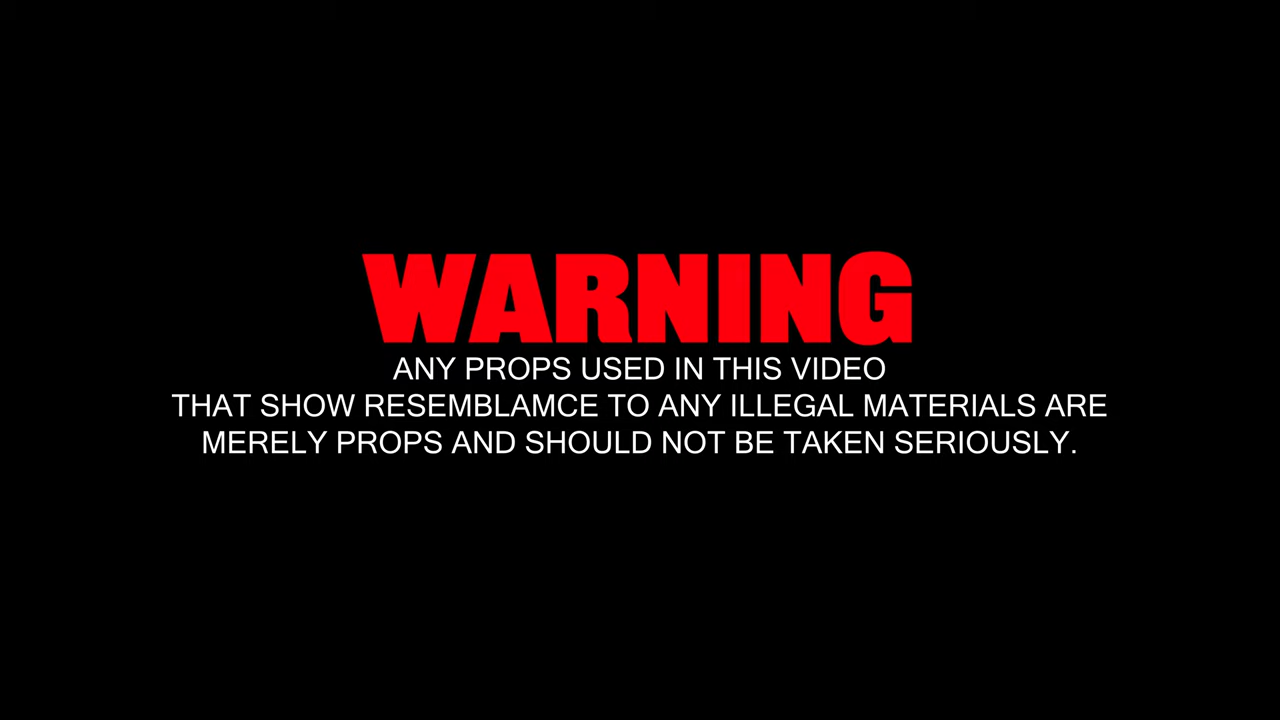 WARNING
ANY PROPS USED IN THIS VIDEO
THAT SHOW RESEMBLAMCE TO ANY ILLEGAL MATERIALS ARE
MERELY PROPS AND SHOULD NOT BE TAKEN SERIOUSLY.